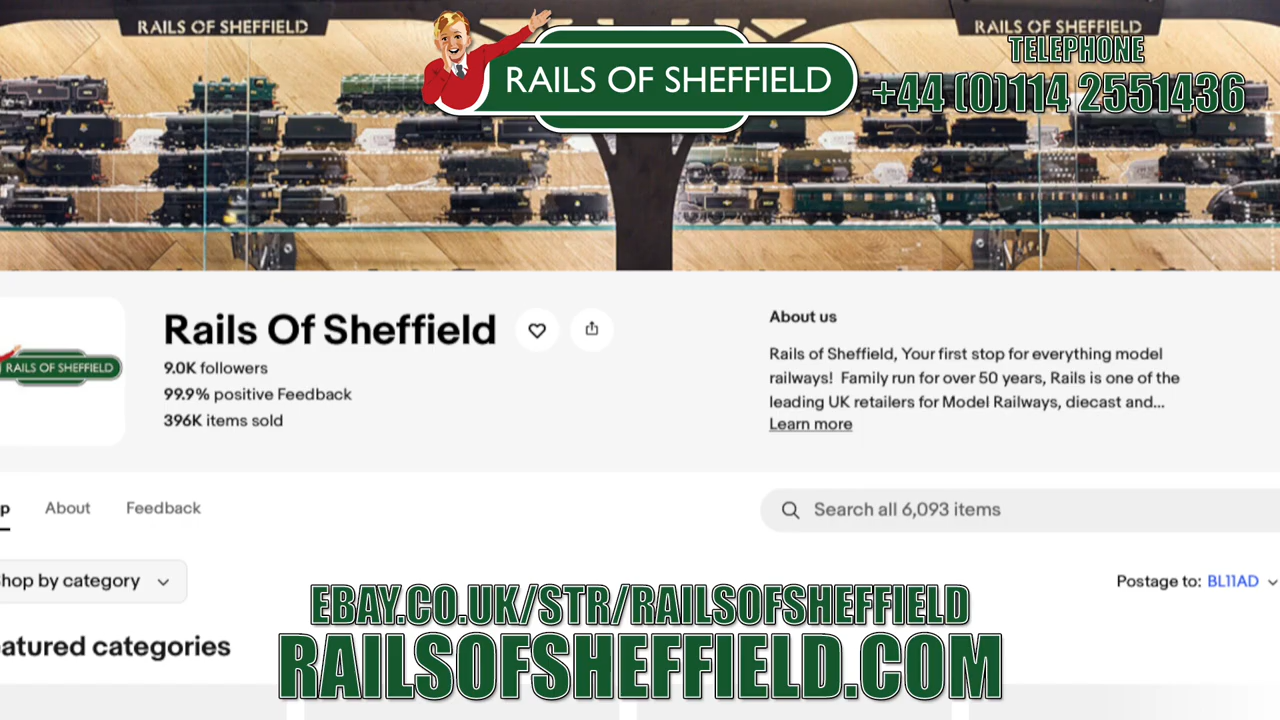 RAILS OF SHEFFIELD
RAILS OF SHEFFIELD
RAILS OF SHEFFIELD
TELEPHONE
+44 (0)114 2551436
RAILS OF SHEFFIELD
Rails Of Sheffield
9.0K followers
99.9% positive Feedback
396K items sold
About us
Rails of Sheffield, Your first stop for everything model
railways! Family run for over 50 years, Rails is one of the
leading UK retailers for Model Railways, diecast and...
Learn more
p
About
Feedback
Search all 6,093 items
hop by category
Postage to: BL11AD
atured categories
EBAY.CO.UK/STR/RAILSOFSHEFFIELD
RAILSOFSHEFFIELD.COM